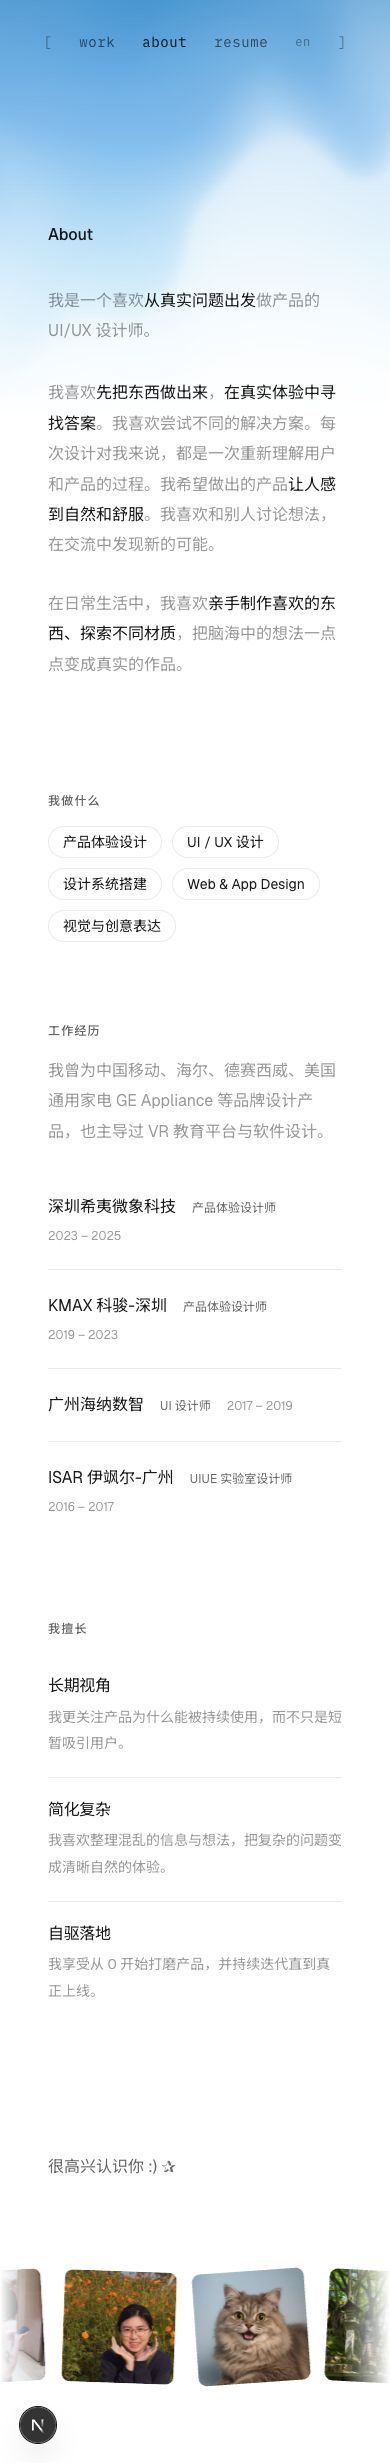 [ work about resume en ]
About
我是一个喜欢从真实问题出发做产品的
UI/UX 设计师。
我喜欢先把东西做出来，在真实体验中寻
找答案。我喜欢尝试不同的解决方案。每
次设计对我来说，都是一次重新理解用户
和产品的过程。我希望做出的产品让人感
到自然和舒服。我喜欢和别人讨论想法，
在交流中发现新的可能。
在日常生活中，我喜欢亲手制作喜欢的东
西、探索不同材质，把脑海中的想法一点
点变成真实的作品。
我做什么
产品体验设计 UI / UX 设计
设计系统搭建 Web & App Design
视觉与创意表达
工作经历
我曾为中国移动、海尔、德赛西威、美国
通用家电 GE Appliance 等品牌设计产
品，也主导过 VR 教育平台与软件设计。
深圳希夷微象科技 产品体验设计师
2023 – 2025
KMAX 科骏-深圳 产品体验设计师
2019 – 2023
广州海纳数智 UI 设计师 2017 – 2019
ISAR 伊飒尔-广州 UIUE 实验室设计师
2016 – 2017
我擅长
长期视角
我更关注产品为什么能被持续使用，而不只是短
暂吸引用户。
简化复杂
我喜欢整理混乱的信息与想法，把复杂的问题变
成清晰自然的体验。
自驱落地
我享受从 0 开始打磨产品，并持续迭代直到真
正上线。
很高兴认识你 :) ✰
N